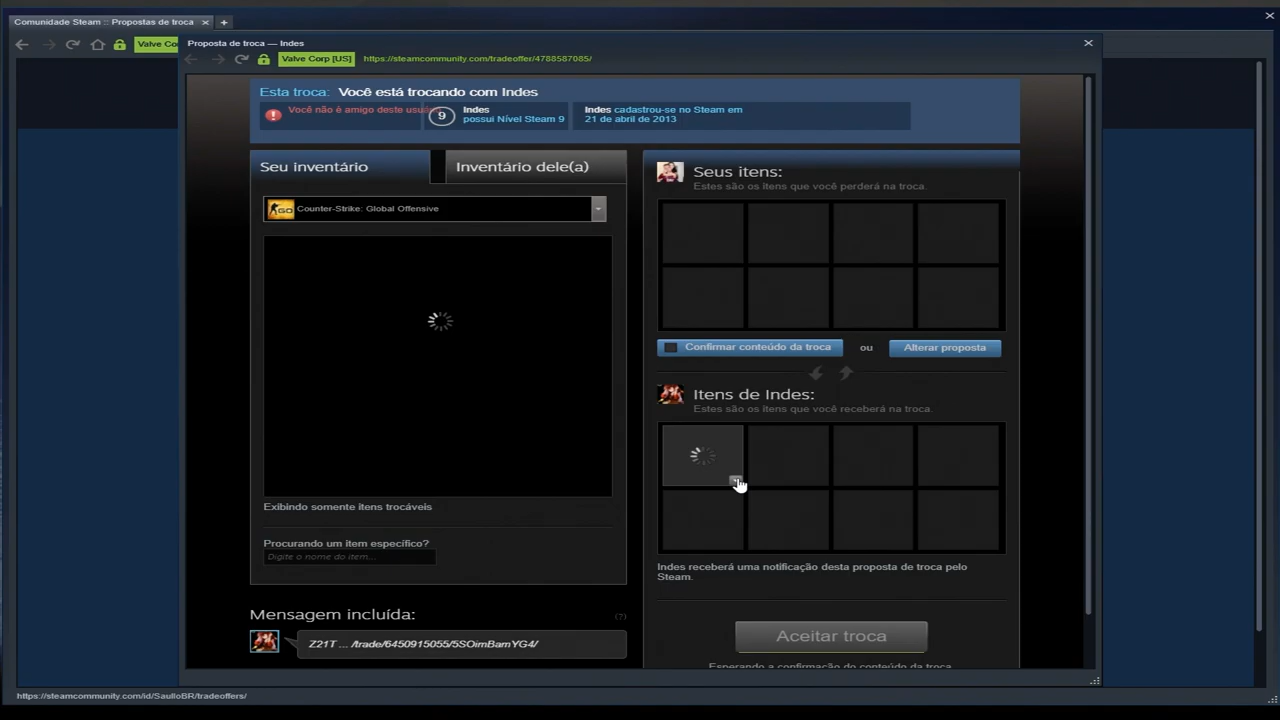 Comunidade Steam :: Propostas de troca
Valve Co
Proposta de troca — Indes
Valve Corp [US]
https://steamcommunity.com/tradeoffer/4788587085/
Esta troca: Você está trocando com Indes
Você não é amigo deste usuá
9
Indes
possui Nível Steam 9
Indes cadastrou-se no Steam em
21 de abril de 2013
Seu inventário
Inventário dele(a)
GO
Counter-Strike: Global Offensive
Exibindo somente itens trocáveis
Procurando um item específico?
Digite o nome do item...
Mensagem incluída:
(?)
Z21T ... /trade/6450915055/5SOimBamYG4/
Seus itens:
Estes são os itens que você perderá na troca.
Confirmar conteúdo da troca
ou
Alterar proposta
Itens de Indes:
Estes são os itens que você receberá na troca.
Indes receberá uma notificação desta proposta de troca pelo
Steam.
Aceitar troca
Esperando a confirmação do conteúdo da troca
https://steamcommunity.com/id/SaulloBR/tradeoffers/